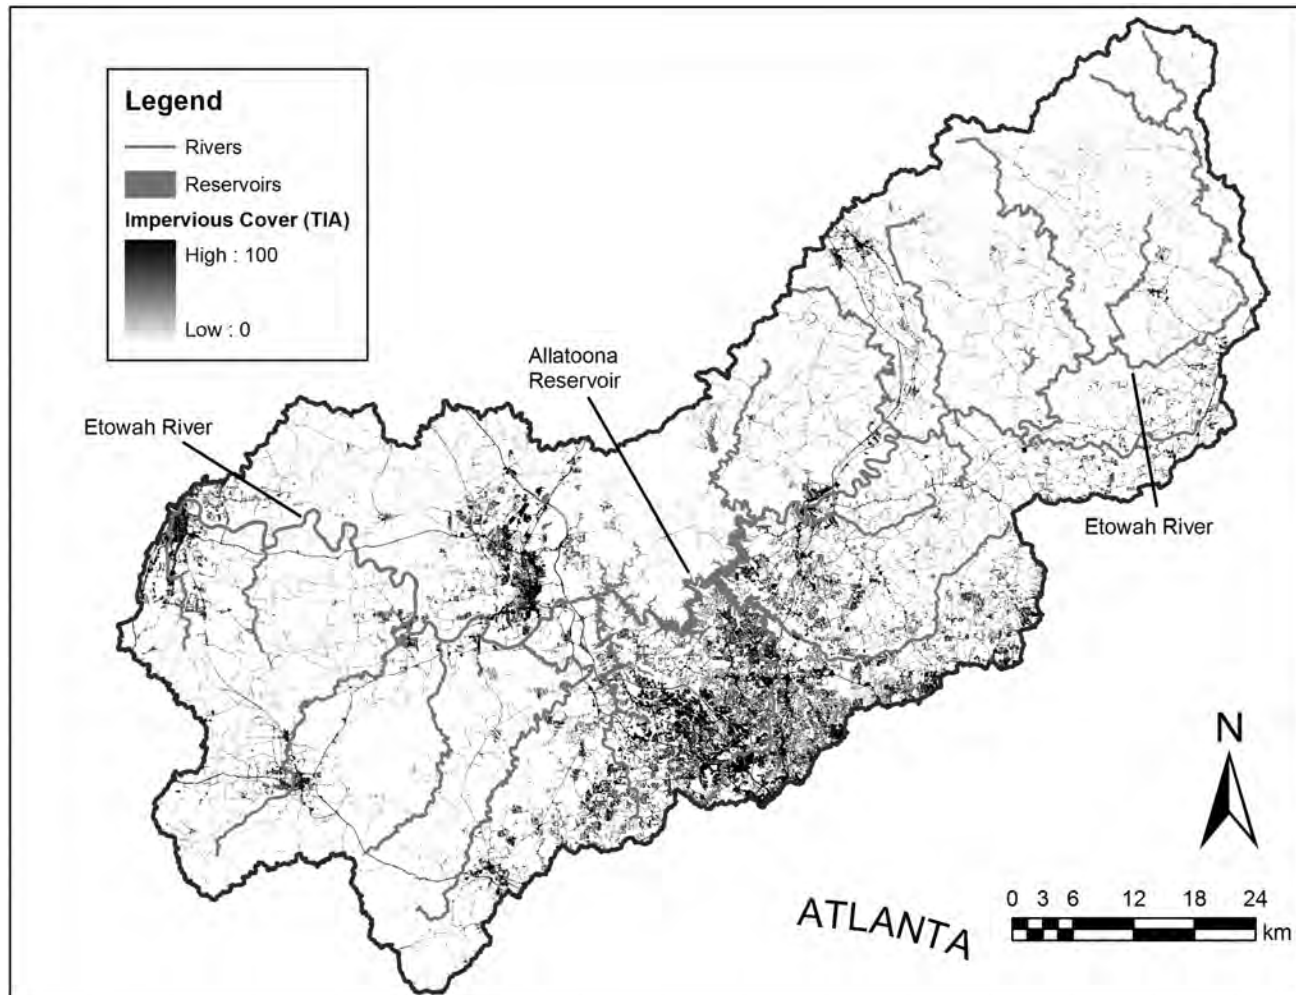 Legend
Rivers
Reservoirs
Impervious Cover (TIA)
High : 100
Low : 0
Allatoona
Reservoir
Etowah River
Etowah River
N
ATLANTA
0 3 6 12 18 24
km